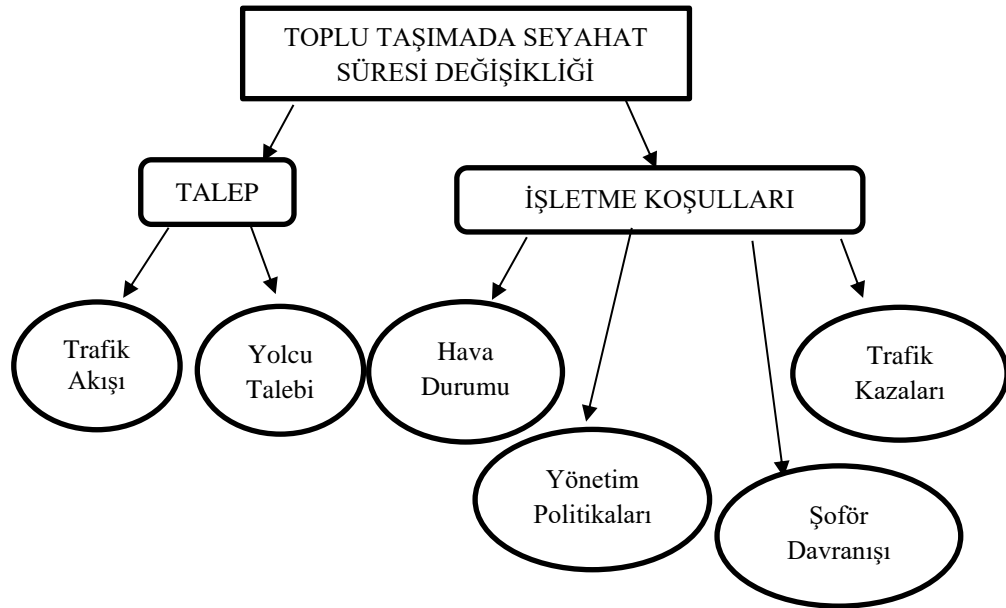 TOPLU TAŞIMADA SEYAHAT
SÜRESİ DEĞİŞİKLİĞİ
TALEP
İŞLETME KOŞULLARI
Trafik
Akışı
Yolcu
Talebi
Hava
Durumu
Trafik
Kazaları
Yönetim
Politikaları
Şoför
Davranışı